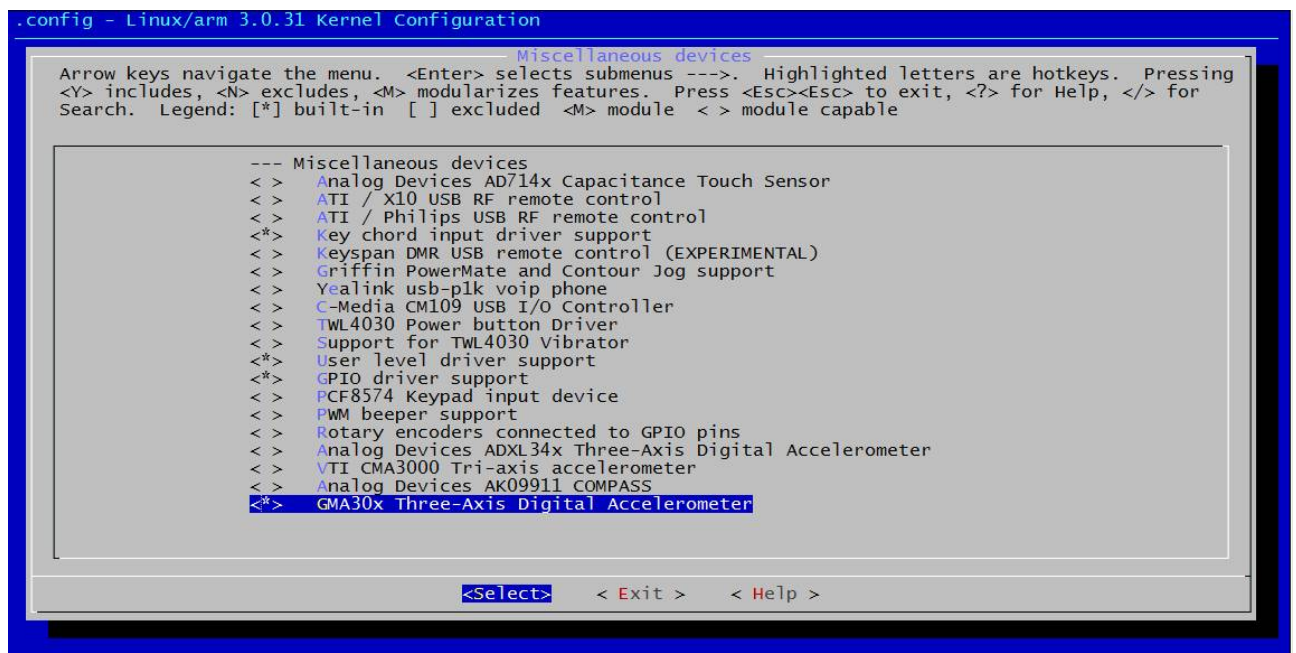 .config - Linux/arm 3.0.31 Kernel Configuration
Miscellaneous devices
Arrow keys navigate the menu.  <Enter> selects submenus --->.  Highlighted letters are hotkeys.  Pressing
<Y> includes, <N> excludes, <M> modularizes features.  Press <Esc><Esc> to exit, <?> for Help, </> for
Search.  Legend: [*] built-in  [ ] excluded  <M> module  < > module capable
--- Miscellaneous devices
< >   Analog Devices AD714x Capacitance Touch Sensor
< >   ATI / X10 USB RF remote control
< >   ATI / Philips USB RF remote control
<*>   Key chord input driver support
< >   Keyspan DMR USB remote control (EXPERIMENTAL)
< >   Griffin PowerMate and Contour Jog support
< >   Yealink usb-p1k voip phone
< >   C-Media CM109 USB I/O Controller
< >   TWL4030 Power button Driver
< >   Support for TWL4030 Vibrator
<*>   User level driver support
<*>   GPIO driver support
< >   PCF8574 Keypad input device
< >   PWM beeper support
< >   Rotary encoders connected to GPIO pins
< >   Analog Devices ADXL34x Three-Axis Digital Accelerometer
< >   VTI CMA3000 Tri-axis accelerometer
< >   Analog Devices AK09911 COMPASS
<*>   GMA30x Three-Axis Digital Accelerometer
<Select>    < Exit >    < Help >